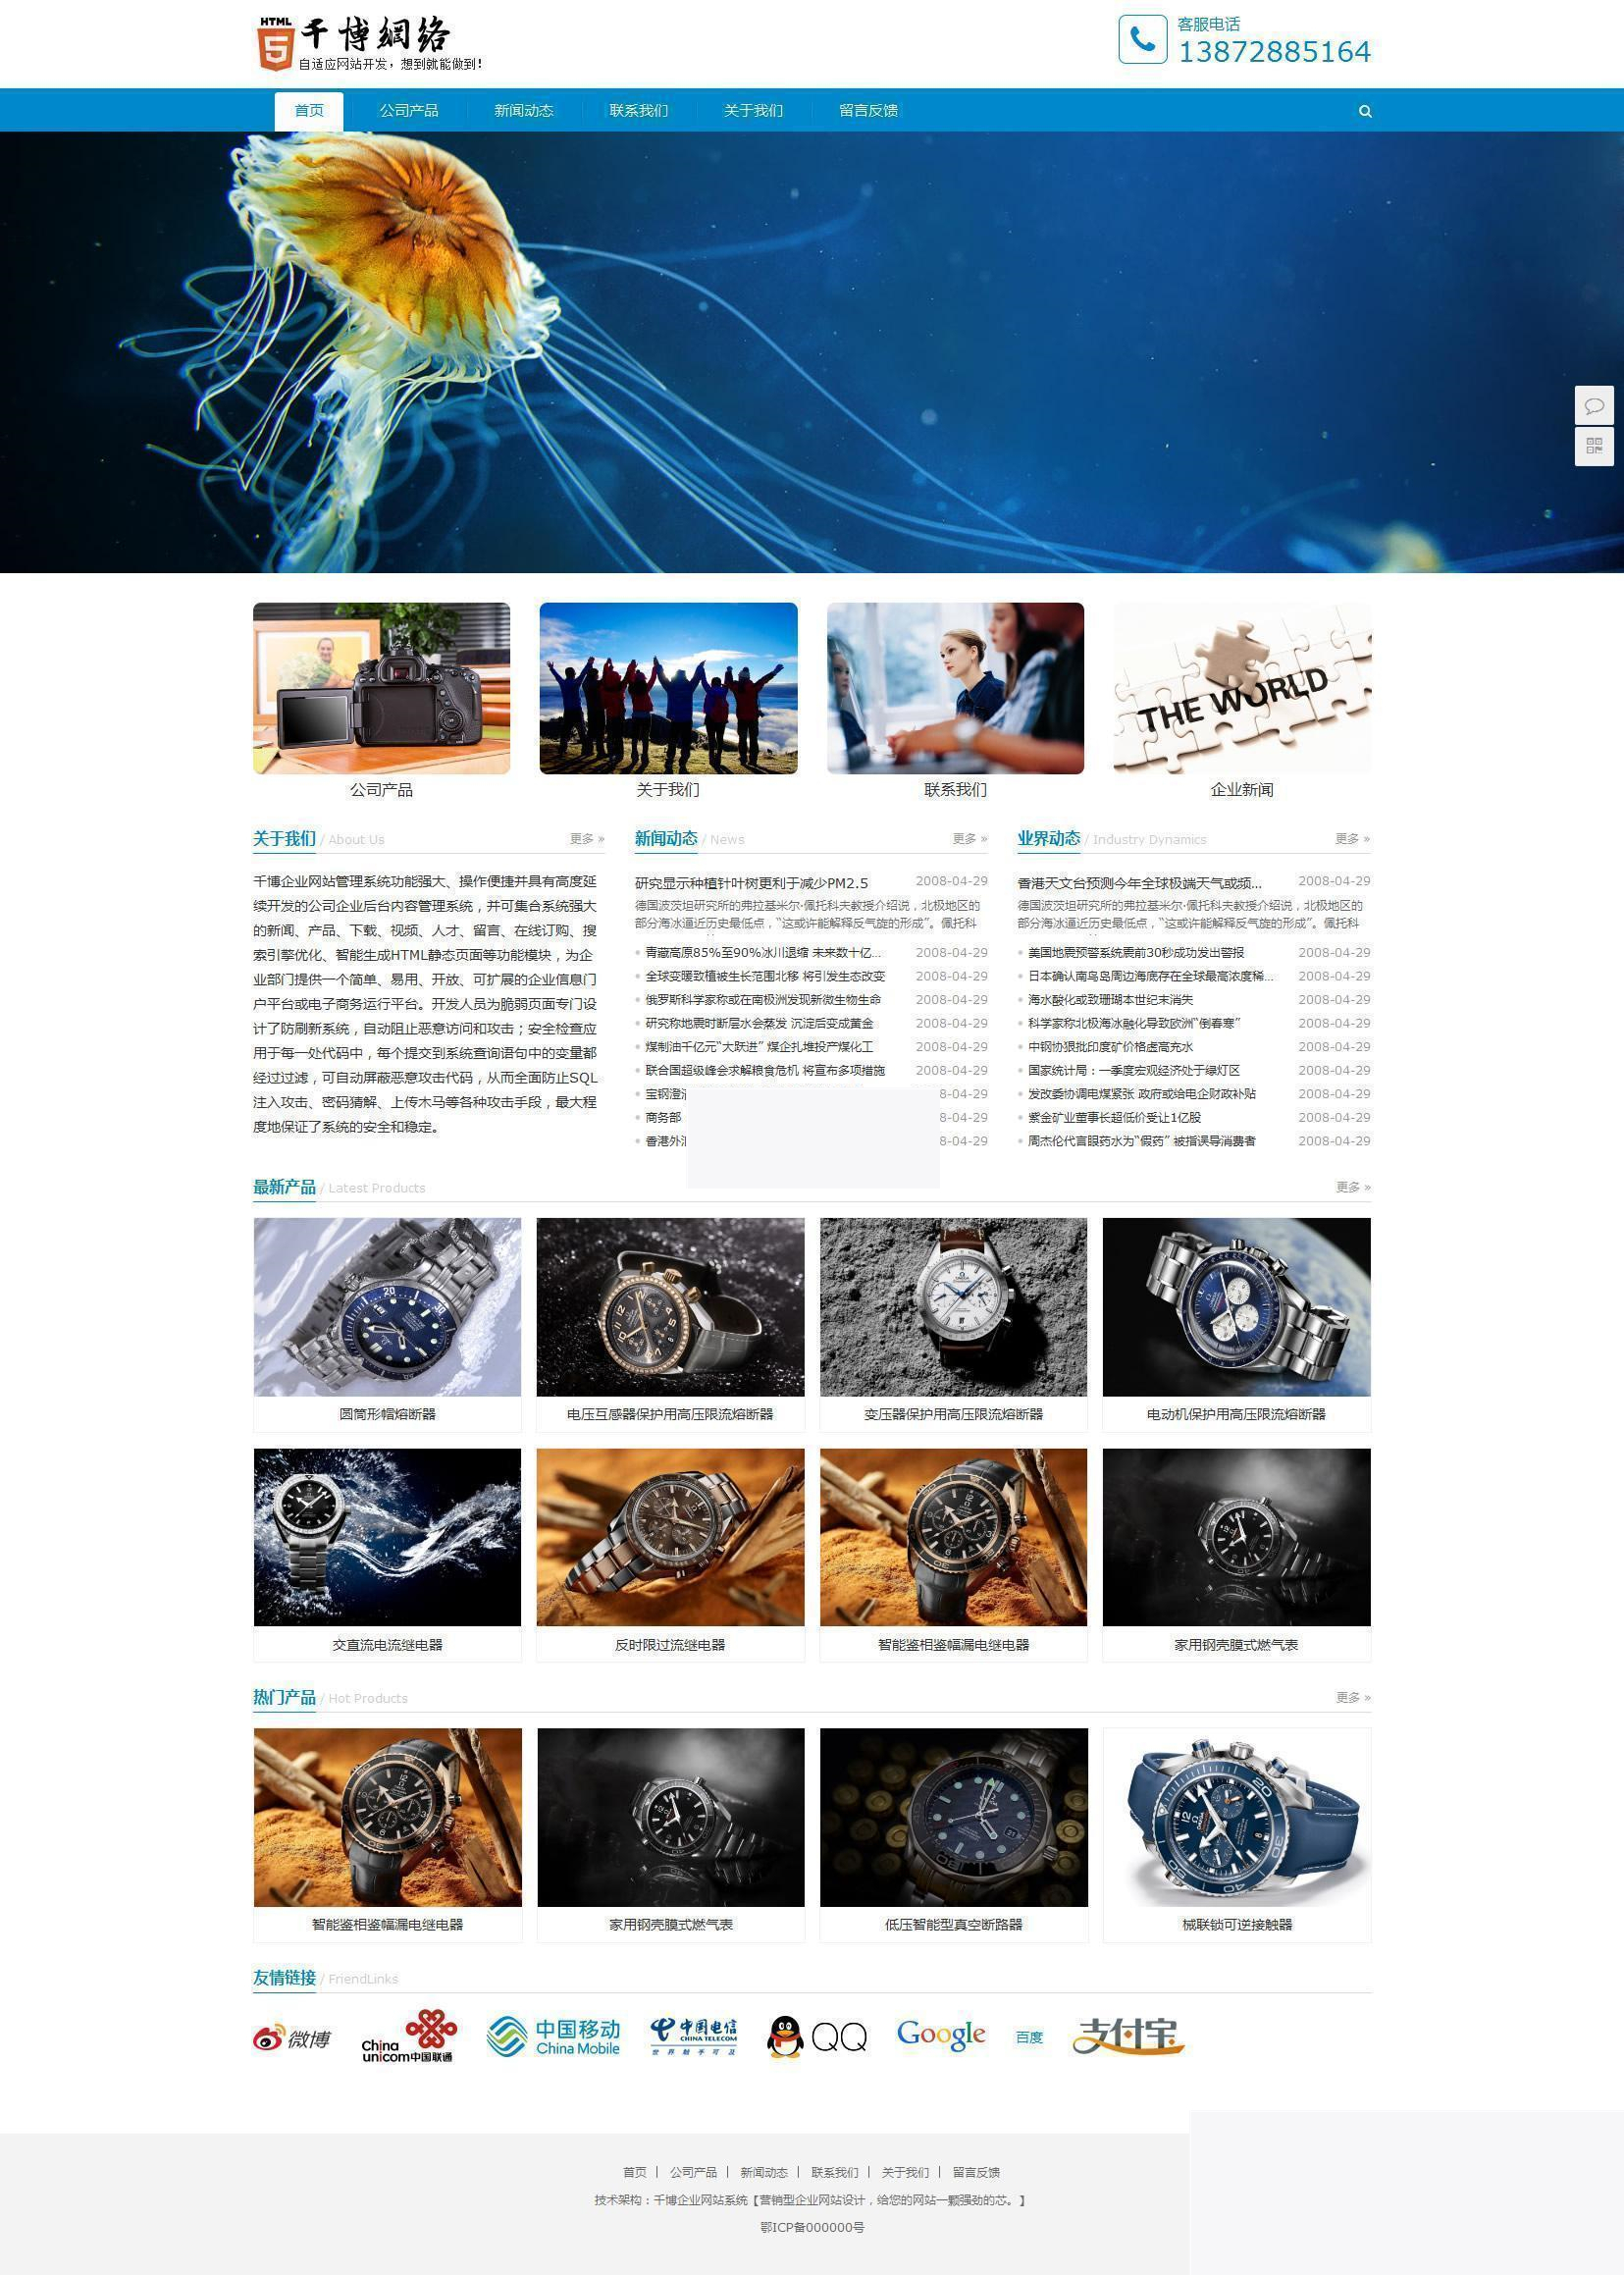 HTML
5
千博網络
自适应网站开发，想到就能做到！
客服电话
13872885164
首页
公司产品
新闻动态
联系我们
关于我们
留言反馈
THE WORLD
公司产品
关于我们
联系我们
企业新闻
关于我们 / About Us
更多 »
千博企业网站管理系统功能强大、操作便捷并具有高度延
续开发的公司企业后台内容管理系统，并可集合系统强大
的新闻、产品、下载、视频、人才、留言、在线订购、搜
索引擎优化、智能生成HTML静态页面等功能模块，为企
业部门提供一个简单、易用、开放、可扩展的企业信息门
户平台或电子商务运行平台。开发人员为脆弱页面专门设
计了防刷新系统，自动阻止恶意访问和攻击；安全检查应
用于每一处代码中，每个提交到系统查询语句中的变量都
经过过滤，可自动屏蔽恶意攻击代码，从而全面防止SQL
注入攻击、密码猜解、上传木马等各种攻击手段，最大程
度地保证了系统的安全和稳定。
新闻动态 / News
更多 »
研究显示种植针叶树更利于减少PM2.5 2008-04-29
德国波茨坦研究所的弗拉基米尔·佩托科夫教授介绍说，北极地区的
部分海冰逼近历史最低点，“这或许能解释反气旋的形成”。佩托科
青藏高原85%至90%冰川退缩 未来数十亿... 2008-04-29
全球变暖致植被生长范围北移 将引发生态改变 2008-04-29
俄罗斯科学家称或在南极洲发现新微生物生命 2008-04-29
研究称地震时断层水会蒸发 沉淀后变成黄金 2008-04-29
煤制油千亿元“大跃进” 煤企扎堆投产煤化工 2008-04-29
联合国超级峰会求解粮食危机 将宣布多项措施 2008-04-29
宝钢澄 8-04-29
商务部 8-04-29
香港外 8-04-29
业界动态 / Industry Dynamics
更多 »
香港天文台预测今年全球极端天气或频... 2008-04-29
德国波茨坦研究所的弗拉基米尔·佩托科夫教授介绍说，北极地区的
部分海冰逼近历史最低点，“这或许能解释反气旋的形成”。佩托科
美国地震预警系统震前30秒成功发出警报 2008-04-29
日本确认南鸟岛周边海底存在全球最高浓度稀... 2008-04-29
海水酸化或致珊瑚本世纪末消失 2008-04-29
科学家称北极海冰融化导致欧洲“倒春寒” 2008-04-29
中钢协狠批印度矿价格虚高充水 2008-04-29
国家统计局：一季度宏观经济处于绿灯区 2008-04-29
发改委协调电煤紧张 政府或给电企财政补贴 2008-04-29
紫金矿业董事长超低价受让1亿股 2008-04-29
周杰伦代言眼药水为“假药” 被指误导消费者 2008-04-29
最新产品 / Latest Products
更多 »
圆筒形帽熔断器
电压互感器保护用高压限流熔断器
变压器保护用高压限流熔断器
电动机保护用高压限流熔断器
交直流电流继电器
反时限过流继电器
智能鉴相鉴幅漏电继电器
家用钢壳膜式燃气表
热门产品 / Hot Products
更多 »
智能鉴相鉴幅漏电继电器
家用钢壳膜式燃气表
低压智能型真空断路器
械联锁可逆接触器
友情链接 / FriendLinks
微博
China
unicom中国联通
中国移动
China Mobile
中国电信
CHINA TELECOM
世界触手可及
QQ
Google
百度
支付宝
首页 | 公司产品 | 新闻动态 | 联系我们 | 关于我们 | 留言反馈
技术架构：千博企业网站系统【营销型企业网站设计，给您的网站一颗强劲的芯。】
鄂ICP备000000号